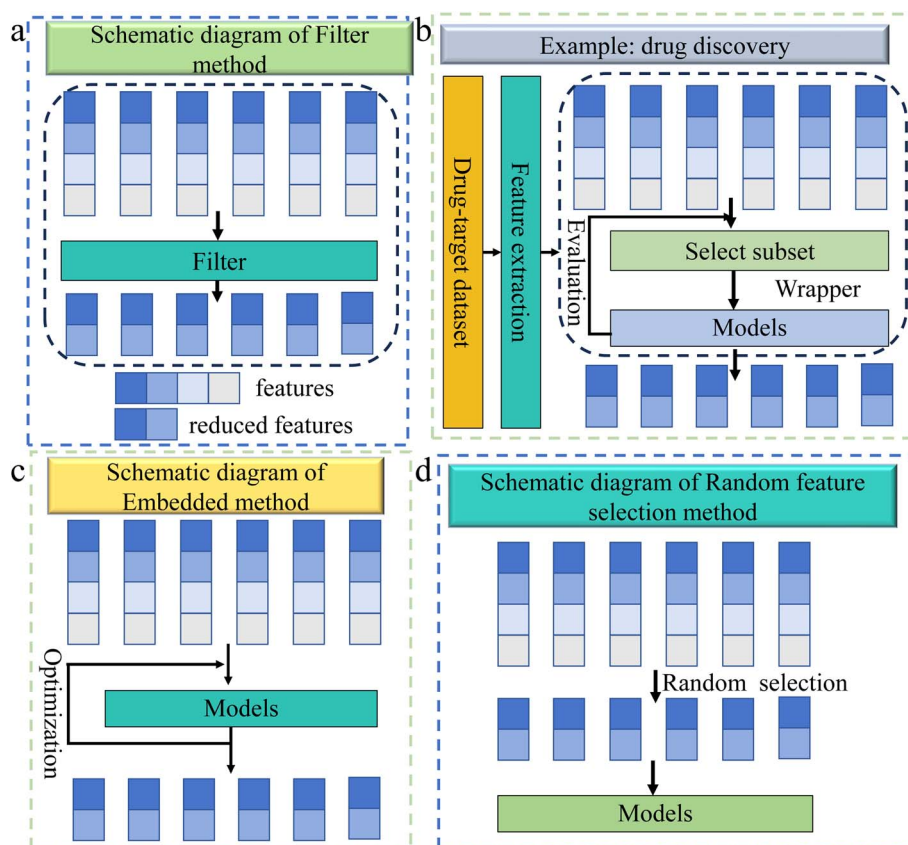 a
Schematic diagram of Filter
method
Filter
features
reduced features
b
Example: drug discovery
Drug-target dataset
Feature extraction
Evaluation
Select subset
Wrapper
Models
c
Schematic diagram of
Embedded method
Optimization
Models
d
Schematic diagram of Random feature
selection method
Random selection
Models